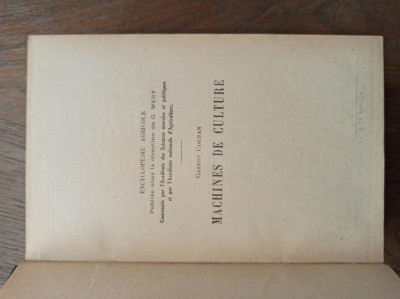 ENCYCLOPÉDIE AGRICOLE
Publiée sous la direction de G. WERY
Couronnée par l'Académie des Sciences morales et politiques
et par l'Académie nationale d'Agriculture.
GASTON COUPAN
MACHINES DE CULTURE